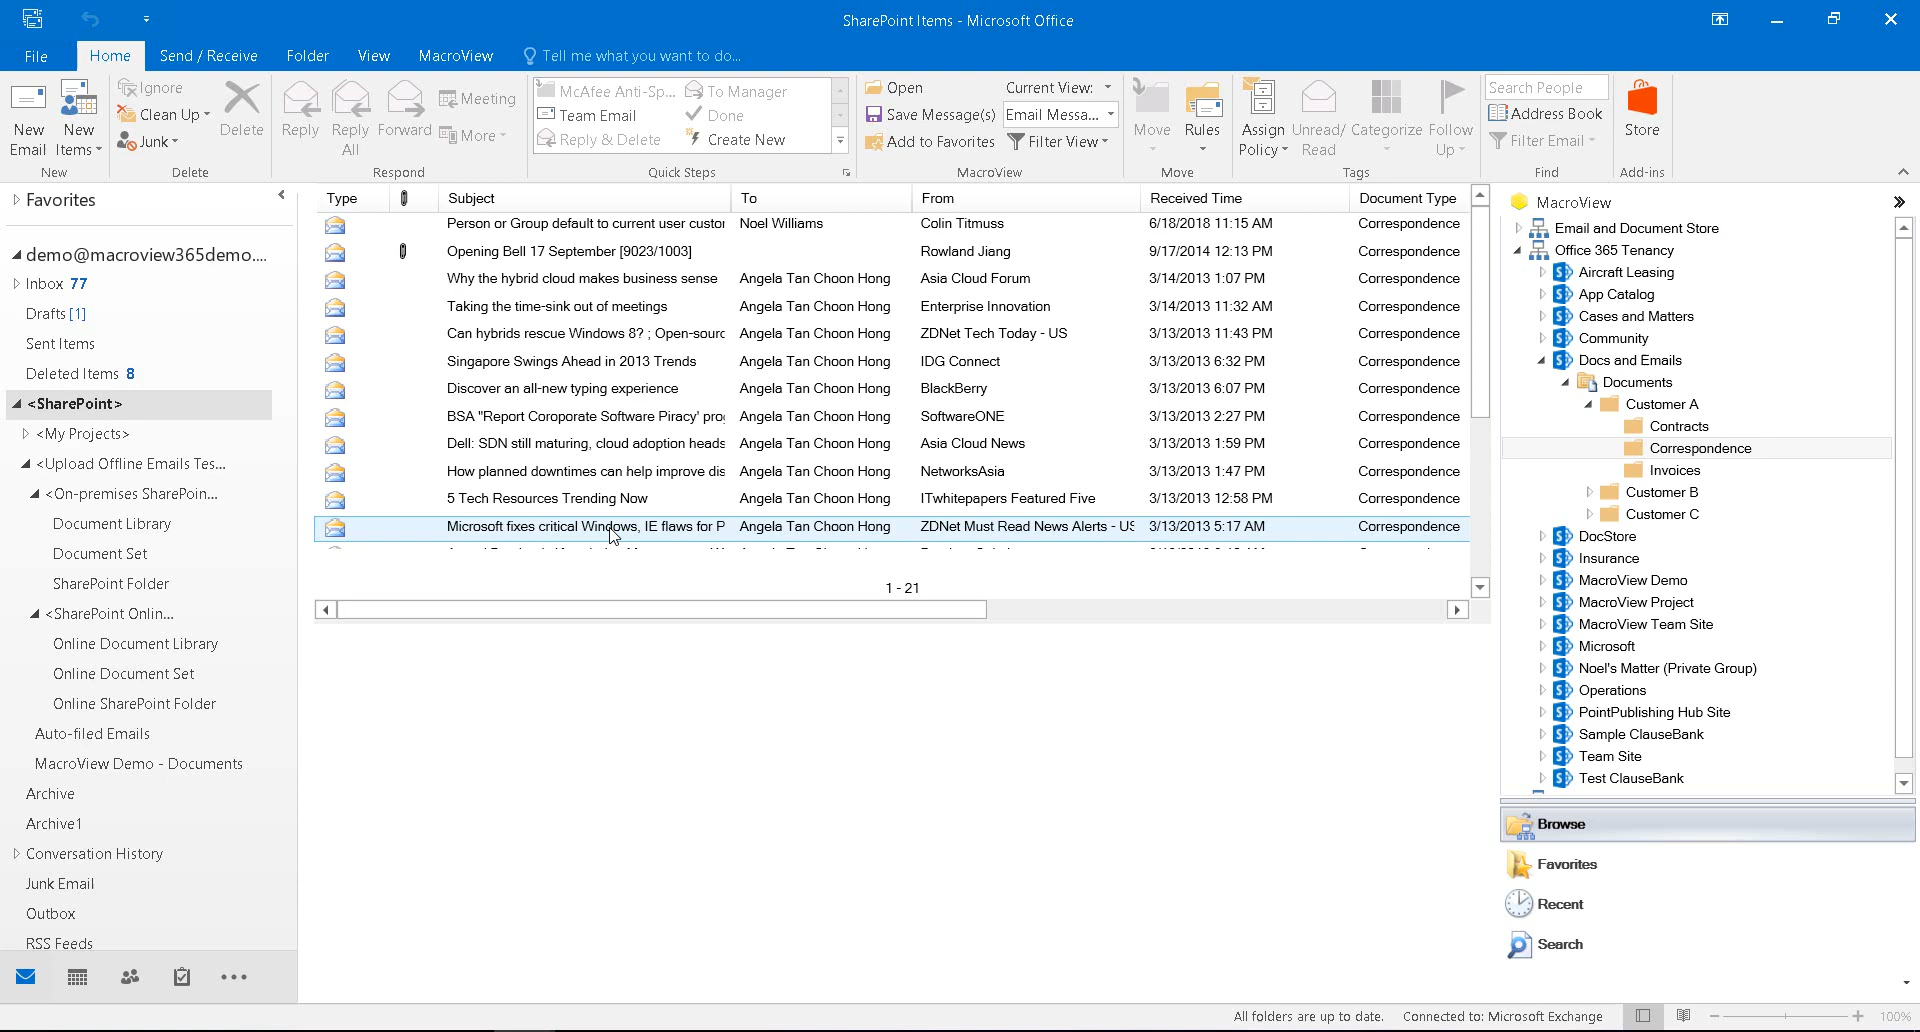 SharePoint Items - Microsoft Office
File Home Send / Receive Folder View MacroView Tell me what you want to do...
New Email
New Items
New
Ignore
Clean Up
Junk
Delete
Delete
Reply
Reply All
Forward
Meeting
More
Respond
McAfee Anti-Sp...
Team Email
Reply & Delete
To Manager
Done
Create New
Quick Steps
Open
Save Message(s)
Add to Favorites
Current View:
Email Messa...
Filter View
MacroView
Move
Rules
Move
Assign Policy
Unread/ Read
Categorize
Follow Up
Tags
Search People
Address Book
Filter Email
Find
Store
Add-ins
Favorites
demo@macroview365demo....
Inbox 77
Drafts [1]
Sent Items
Deleted Items 8
<SharePoint>
<My Projects>
<Upload Offline Emails Tes...
<On-premises SharePoin...
Document Library
Document Set
SharePoint Folder
<SharePoint Onlin...
Online Document Library
Online Document Set
Online SharePoint Folder
Auto-filed Emails
MacroView Demo - Documents
Archive
Archive1
Conversation History
Junk Email
Outbox
RSS Feeds
Type Subject To From Received Time Document Type
Person or Group default to current user custor Noel Williams Colin Titmuss 6/18/2018 11:15 AM Correspondence
Opening Bell 17 September [9023/1003] Rowland Jiang 9/17/2014 12:13 PM Correspondence
Why the hybrid cloud makes business sense Angela Tan Choon Hong Asia Cloud Forum 3/14/2013 1:07 PM Correspondence
Taking the time-sink out of meetings Angela Tan Choon Hong Enterprise Innovation 3/14/2013 11:32 AM Correspondence
Can hybrids rescue Windows 8? ; Open-sourc Angela Tan Choon Hong ZDNet Tech Today - US 3/13/2013 11:43 PM Correspondence
Singapore Swings Ahead in 2013 Trends Angela Tan Choon Hong IDG Connect 3/13/2013 6:32 PM Correspondence
Discover an all-new typing experience Angela Tan Choon Hong BlackBerry 3/13/2013 6:07 PM Correspondence
BSA "Report Coroporate Software Piracy' pro Angela Tan Choon Hong SoftwareONE 3/13/2013 2:27 PM Correspondence
Dell: SDN still maturing, cloud adoption heads Angela Tan Choon Hong Asia Cloud News 3/13/2013 1:59 PM Correspondence
How planned downtimes can help improve dis Angela Tan Choon Hong NetworksAsia 3/13/2013 1:47 PM Correspondence
5 Tech Resources Trending Now Angela Tan Choon Hong ITwhitepapers Featured Five 3/13/2013 12:58 PM Correspondence
Microsoft fixes critical Windows, IE flaws for P Angela Tan Choon Hong ZDNet Must Read News Alerts - US 3/13/2013 5:17 AM Correspondence
1 - 21
MacroView
Email and Document Store
Office 365 Tenancy
Aircraft Leasing
App Catalog
Cases and Matters
Community
Docs and Emails
Documents
Customer A
Contracts
Correspondence
Invoices
Customer B
Customer C
DocStore
Insurance
MacroView Demo
MacroView Project
MacroView Team Site
Microsoft
Noel's Matter (Private Group)
Operations
PointPublishing Hub Site
Sample ClauseBank
Team Site
Test ClauseBank
Browse
Favorites
Recent
Search
All folders are up to date. Connected to: Microsoft Exchange 100%